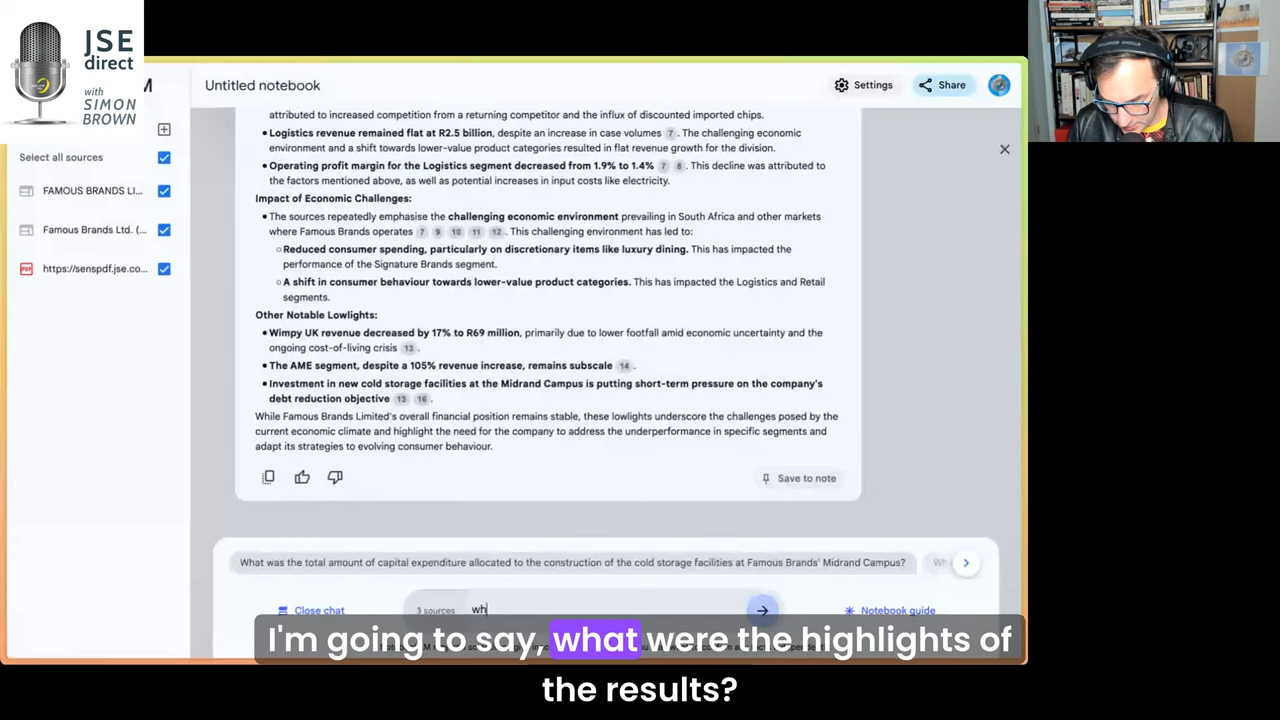 JSE
direct
with
SIMON
BROWN
M
Untitled notebook
Settings
Share
Select all sources
FAMOUS BRANDS LI...
Famous Brands Ltd. (...
https://senspdf.jse.co...
attributed to increased competition from a returning competitor and the influx of discounted imported chips.
• Logistics revenue remained flat at R2.5 billion, despite an increase in case volumes 7 . The challenging economic
environment and a shift towards lower-value product categories resulted in flat revenue growth for the division.
• Operating profit margin for the Logistics segment decreased from 1.9% to 1.4% 7 8 . This decline was attributed to
the factors mentioned above, as well as potential increases in input costs like electricity.
Impact of Economic Challenges:
• The sources repeatedly emphasise the challenging economic environment prevailing in South Africa and other markets
where Famous Brands operates 7 9 10 11 12 . This challenging environment has led to:
○ Reduced consumer spending, particularly on discretionary items like luxury dining. This has impacted the
performance of the Signature Brands segment.
○ A shift in consumer behaviour towards lower-value product categories. This has impacted the Logistics and Retail
segments.
Other Notable Lowlights:
• Wimpy UK revenue decreased by 17% to R69 million, primarily due to lower footfall amid economic uncertainty and the
ongoing cost-of-living crisis 13 .
• The AME segment, despite a 105% revenue increase, remains subscale 14 .
• Investment in new cold storage facilities at the Midrand Campus is putting short-term pressure on the company's
debt reduction objective 15 16 .
While Famous Brands Limited's overall financial position remains stable, these lowlights underscore the challenges posed by the
current economic climate and highlight the need for the company to address the underperformance in specific segments and
adapt its strategies to evolving consumer behaviour.
Save to note
What was the total amount of capital expenditure allocated to the construction of the cold storage facilities at Famous Brands' Midrand Campus?
Close chat
3 sources
wh
Notebook guide
I'm going to say, what were the highlights of
the results?